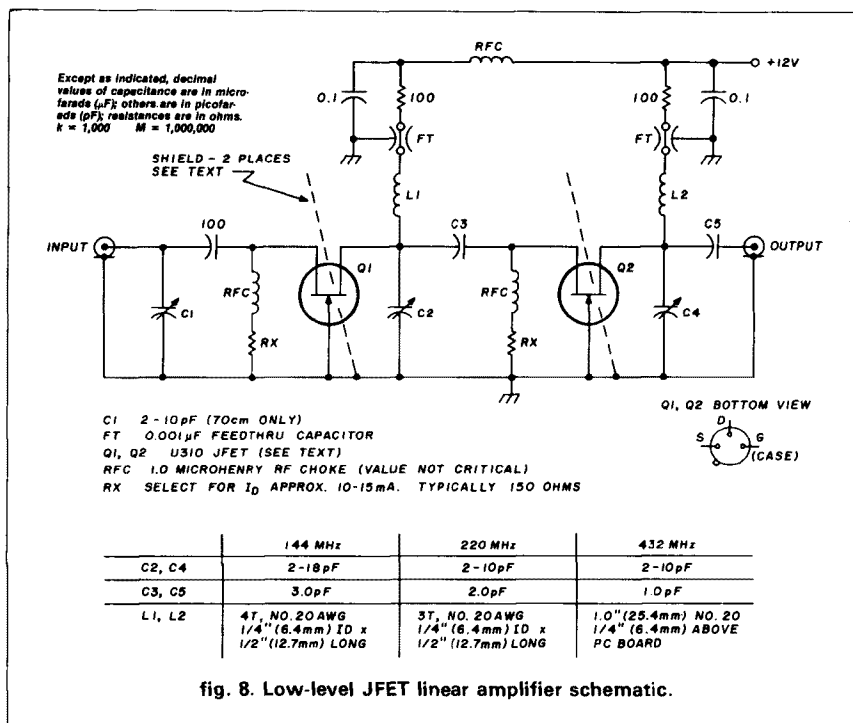 RFC
+12V
Except as indicated, decimal
values of capacitance are in micro-
farads (µF); others are in picofar-
ads (pF); resistances are in ohms.
k = 1,000 M = 1,000,000
0.1
100
100
0.1
FT
FT
SHIELD - 2 PLACES
SEE TEXT
L1
L2
100
C3
C5
INPUT
Q1
Q2
OUTPUT
RFC
RFC
C1
C2
C4
RX
RX
C1 2-10pF (70cm ONLY)
FT 0.001µF FEEDTHRU CAPACITOR
Q1, Q2 U310 JFET (SEE TEXT)
RFC 1.0 MICROHENRY RF CHOKE (VALUE NOT CRITICAL)
RX SELECT FOR ID APPROX. 10-15mA. TYPICALLY 150 OHMS
Q1, Q2 BOTTOM VIEW
D
S G
(CASE)
144 MHz 220 MHz 432 MHz
C2, C4 2-18pF 2-10pF 2-10pF
C3, C5 3.0pF 2.0pF 1.0pF
L1, L2 4T, NO.20 AWG 3T, NO.20 AWG 1.0"(25.4mm) NO. 20
1/4"(6.4mm) ID x 1/4"(6.4mm) ID x 1/4"(6.4mm) ABOVE
1/2"(12.7mm) LONG 1/2"(12.7mm) LONG PC BOARD
fig. 8. Low-level JFET linear amplifier schematic.